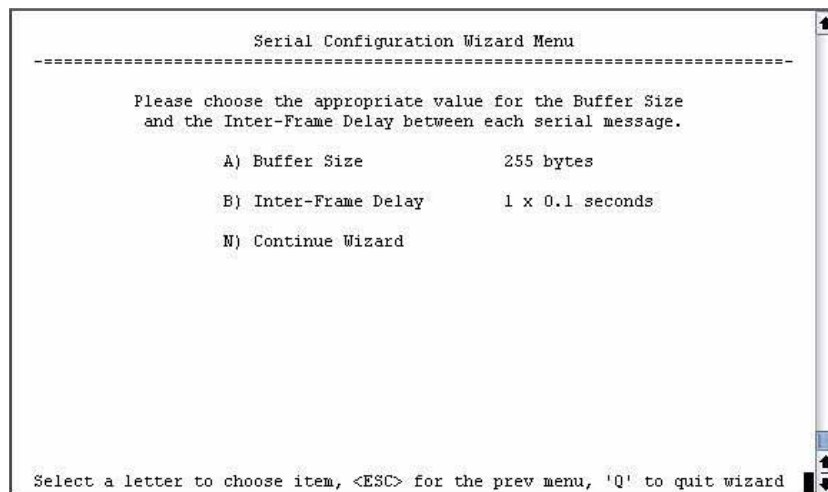 Serial Configuration Wizard Menu
-==========================================================================-
Please choose the appropriate value for the Buffer Size
and the Inter-Frame Delay between each serial message.
A) Buffer Size 255 bytes
B) Inter-Frame Delay 1 x 0.1 seconds
N) Continue Wizard
Select a letter to choose item, <ESC> for the prev menu, 'Q' to quit wizard